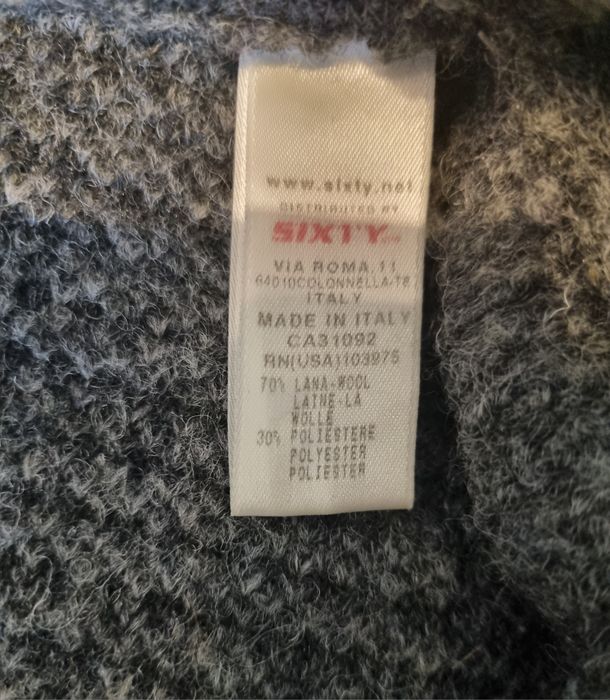 www.sixty.net
DISTRIBUTED BY
SIXTY
VIA ROMA, 11
64010COLONNELLA-TE
ITALY
MADE IN ITALY
CA31092
RN(USA)103975
70% LANA-WOOL
LAINE-LA
WOLLE
30% POLIESTERE
POLYESTER
POLIESTER